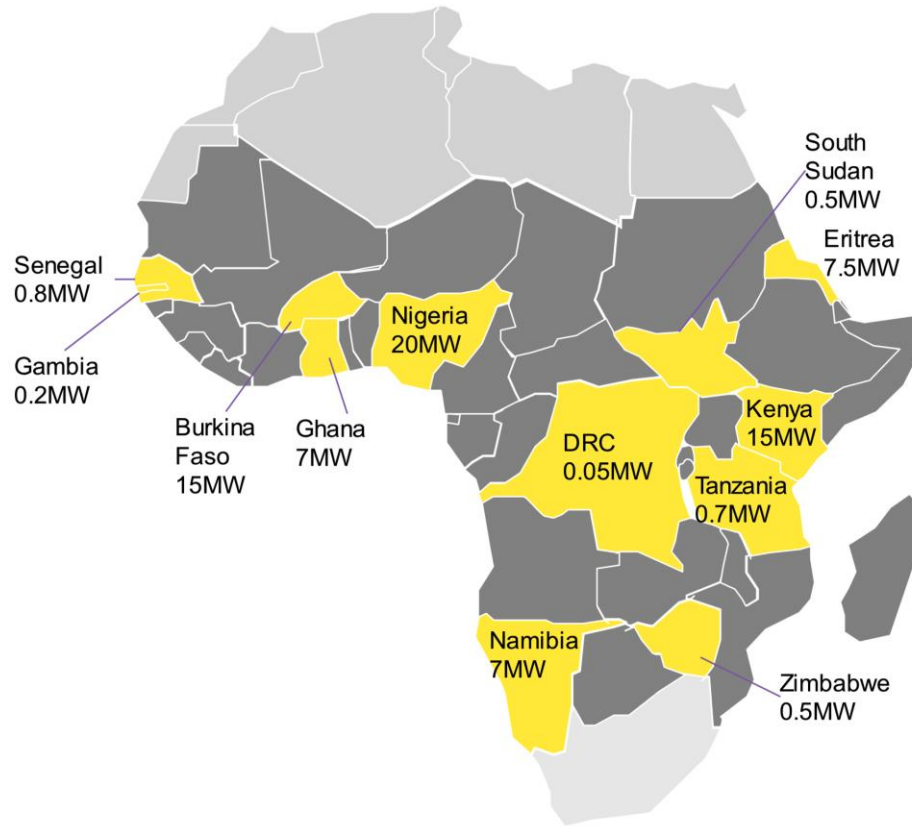 South
Sudan
0.5MW
Eritrea
7.5MW
Senegal
0.8MW
Gambia
0.2MW
Nigeria
20MW
Burkina
Faso
15MW
Ghana
7MW
DRC
0.05MW
Kenya
15MW
Tanzania
0.7MW
Namibia
7MW
Zimbabwe
0.5MW